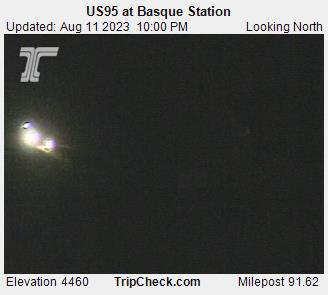 US95 at Basque Station
Updated: Aug 11 2023 10:00 PM Looking North
Elevation 4460 TripCheck.com Milepost 91.62